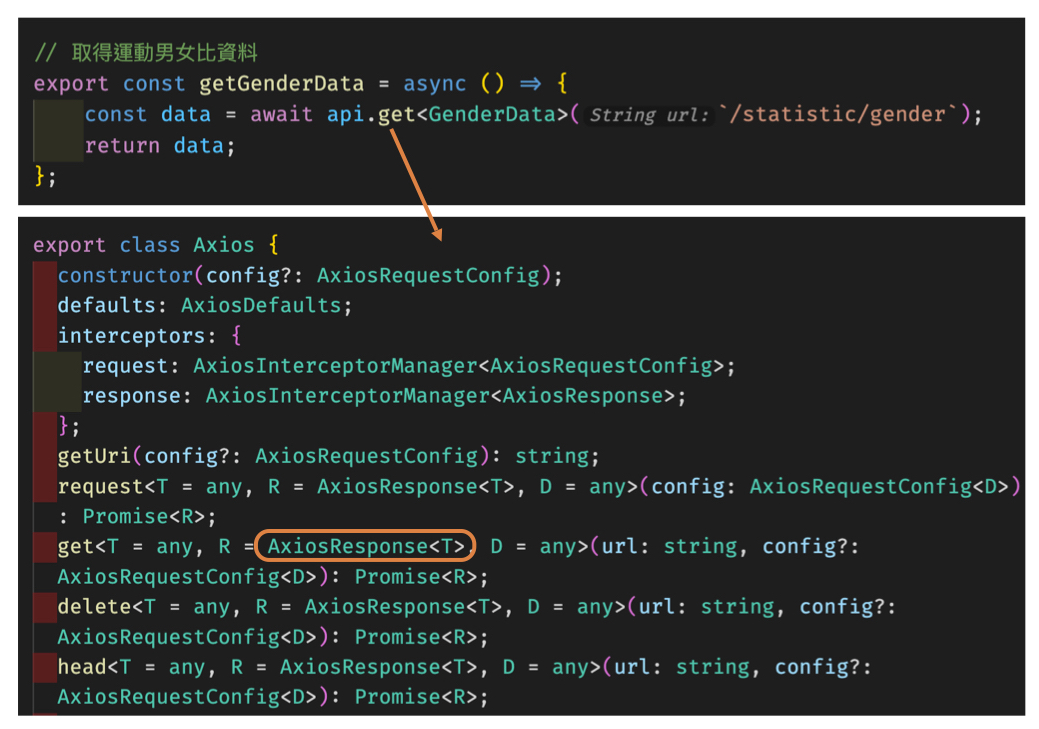 // 取得運動男女比資料
export const getGenderData = async () => {
const data = await api.get<GenderData>( String url: `/statistic/gender`);
return data;
};
export class Axios {
constructor(config?: AxiosRequestConfig);
defaults: AxiosDefaults;
interceptors: {
request: AxiosInterceptorManager<AxiosRequestConfig>;
response: AxiosInterceptorManager<AxiosResponse>;
};
getUri(config?: AxiosRequestConfig): string;
request<T = any, R = AxiosResponse<T>, D = any>(config: AxiosRequestConfig<D>)
: Promise<R>;
get<T = any, R = AxiosResponse<T>, D = any>(url: string, config?:
AxiosRequestConfig<D>): Promise<R>;
delete<T = any, R = AxiosResponse<T>, D = any>(url: string, config?:
AxiosRequestConfig<D>): Promise<R>;
head<T = any, R = AxiosResponse<T>, D = any>(url: string, config?:
AxiosRequestConfig<D>): Promise<R>;